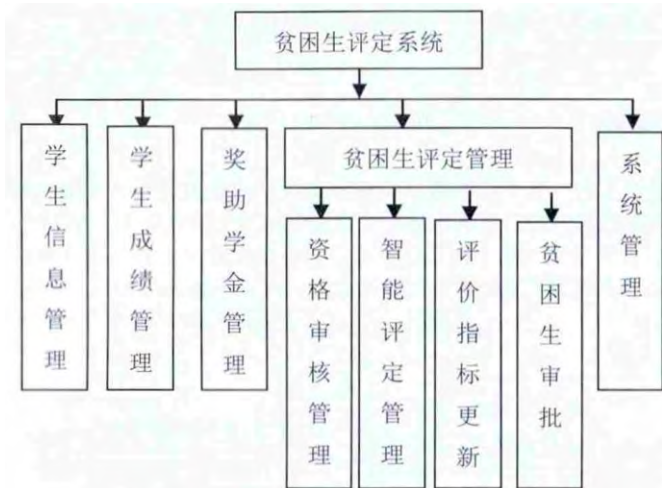 贫困生评定系统
学生信息管理
学生成绩管理
奖助学金管理
贫困生评定管理
系统管理
资格审核管理
智能评定管理
评价指标更新
贫困生审批